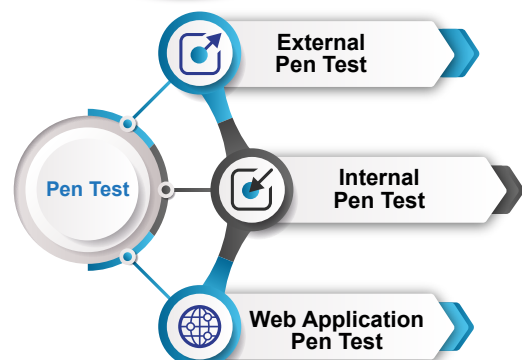 External
Pen Test
Pen Test
Internal
Pen Test
Web Application
Pen Test